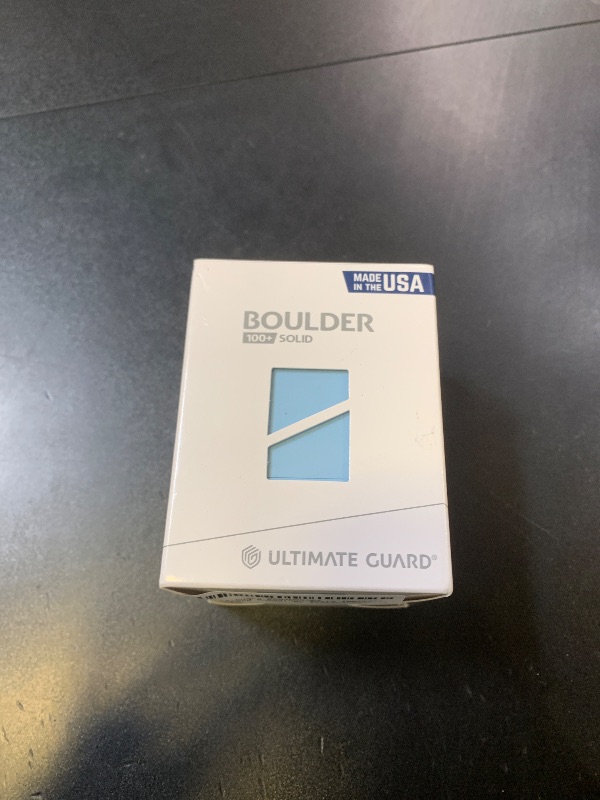 MADE
IN THE USA
BOULDER
100+ SOLID
ULTIMATE GUARD®